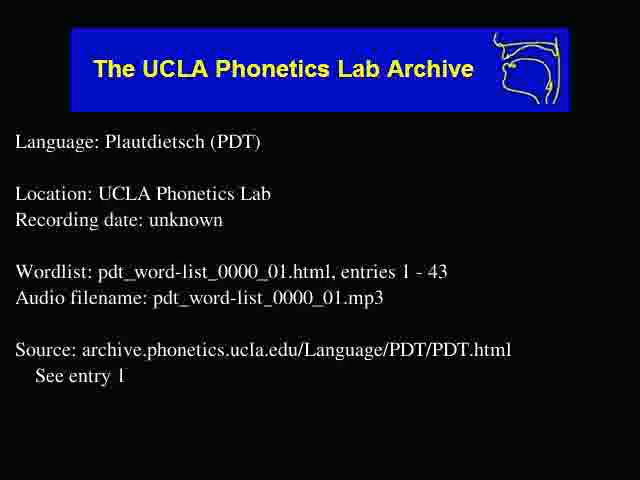 The UCLA Phonetics Lab Archive
Language: Plautdietsch (PDT)
Location: UCLA Phonetics Lab
Recording date: unknown
Wordlist: pdt_word-list_0000_01.html, entries 1 - 43
Audio filename: pdt_word-list_0000_01.mp3
Source: archive.phonetics.ucla.edu/Language/PDT/PDT.html
See entry 1